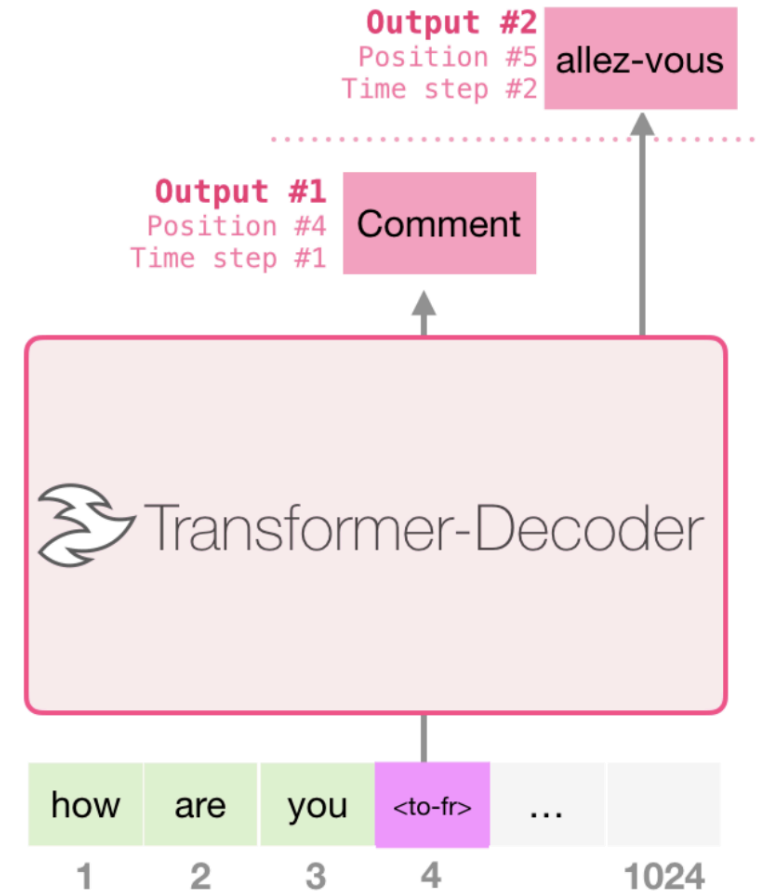 Output #2
Position #5
Time step #2
allez-vous
Output #1
Position #4
Time step #1
Comment
Transformer-Decoder
how are you <to-fr> ...
1 2 3 4 1024